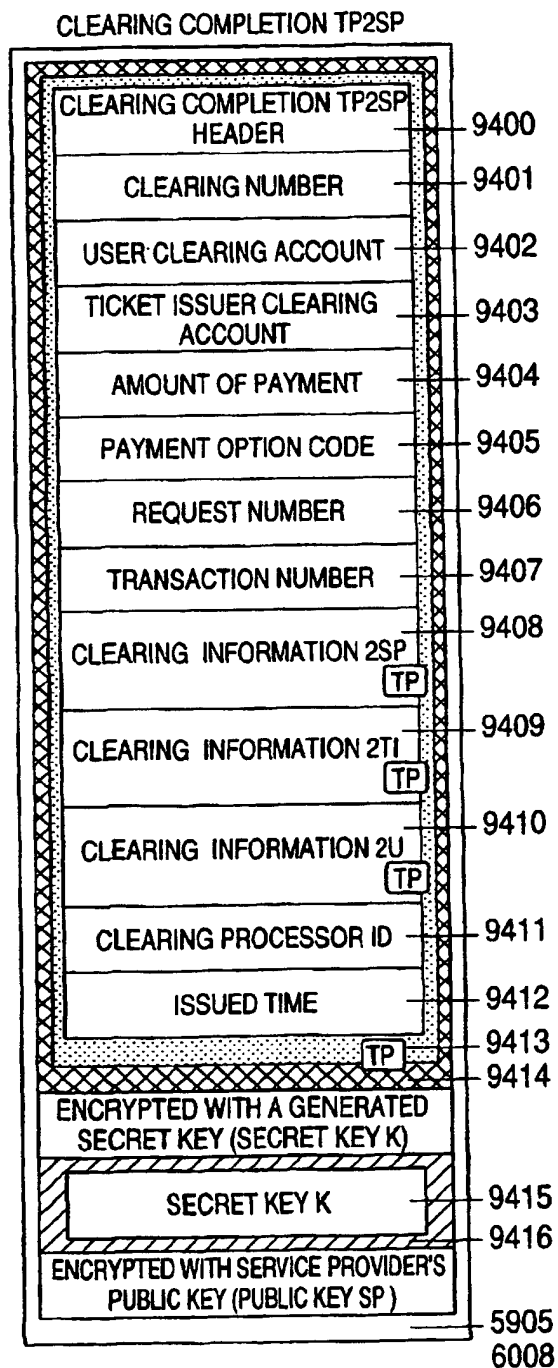 CLEARING COMPLETION TP2SP
CLEARING COMPLETION TP2SP
HEADER
9400
CLEARING NUMBER
9401
USER CLEARING ACCOUNT
9402
TICKET ISSUER CLEARING
ACCOUNT
9403
AMOUNT OF PAYMENT
9404
PAYMENT OPTION CODE
9405
REQUEST NUMBER
9406
TRANSACTION NUMBER
9407
CLEARING INFORMATION 2SP
9408
TP
CLEARING INFORMATION 2TI
9409
TP
CLEARING INFORMATION 2U
9410
TP
CLEARING PROCESSOR ID
9411
ISSUED TIME
9412
TP
9413
9414
ENCRYPTED WITH A GENERATED
SECRET KEY (SECRET KEY K)
SECRET KEY K
9415
9416
ENCRYPTED WITH SERVICE PROVIDER'S
PUBLIC KEY (PUBLIC KEY SP)
5905
6008